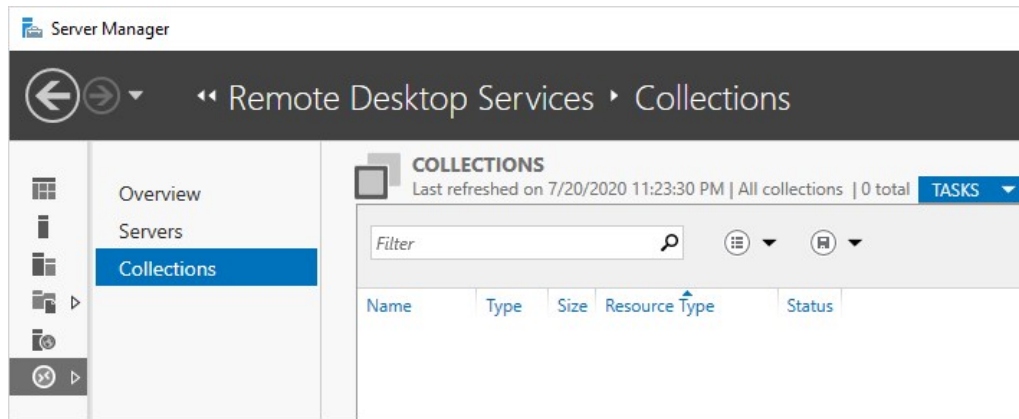 Server Manager
Remote Desktop Services ‣ Collections
COLLECTIONS
Last refreshed on 7/20/2020 11:23:30 PM | All collections | 0 total
TASKS
Overview
Servers
Collections
Filter
Name Type Size Resource Type Status